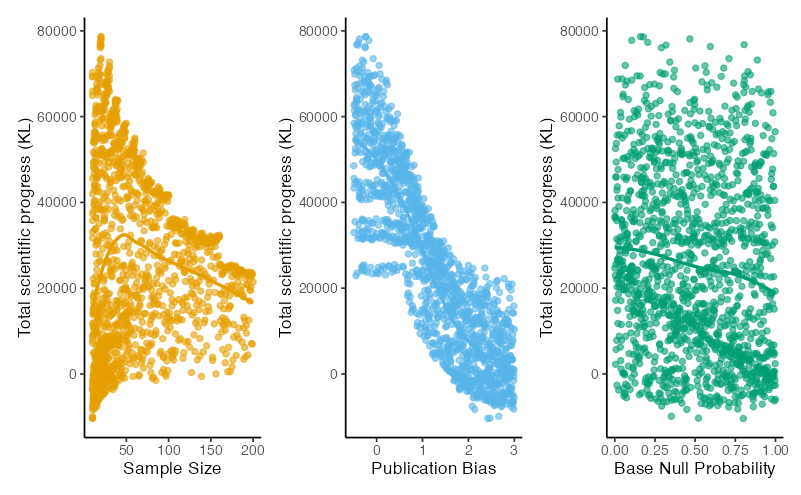 Total scientific progress (KL)
80000
60000
40000
20000
0
50 100 150 200
Sample Size
Total scientific progress (KL)
80000
60000
40000
20000
0
0 1 2 3
Publication Bias
Total scientific progress (KL)
80000
60000
40000
20000
0
0.00 0.25 0.50 0.75 1.00
Base Null Probability